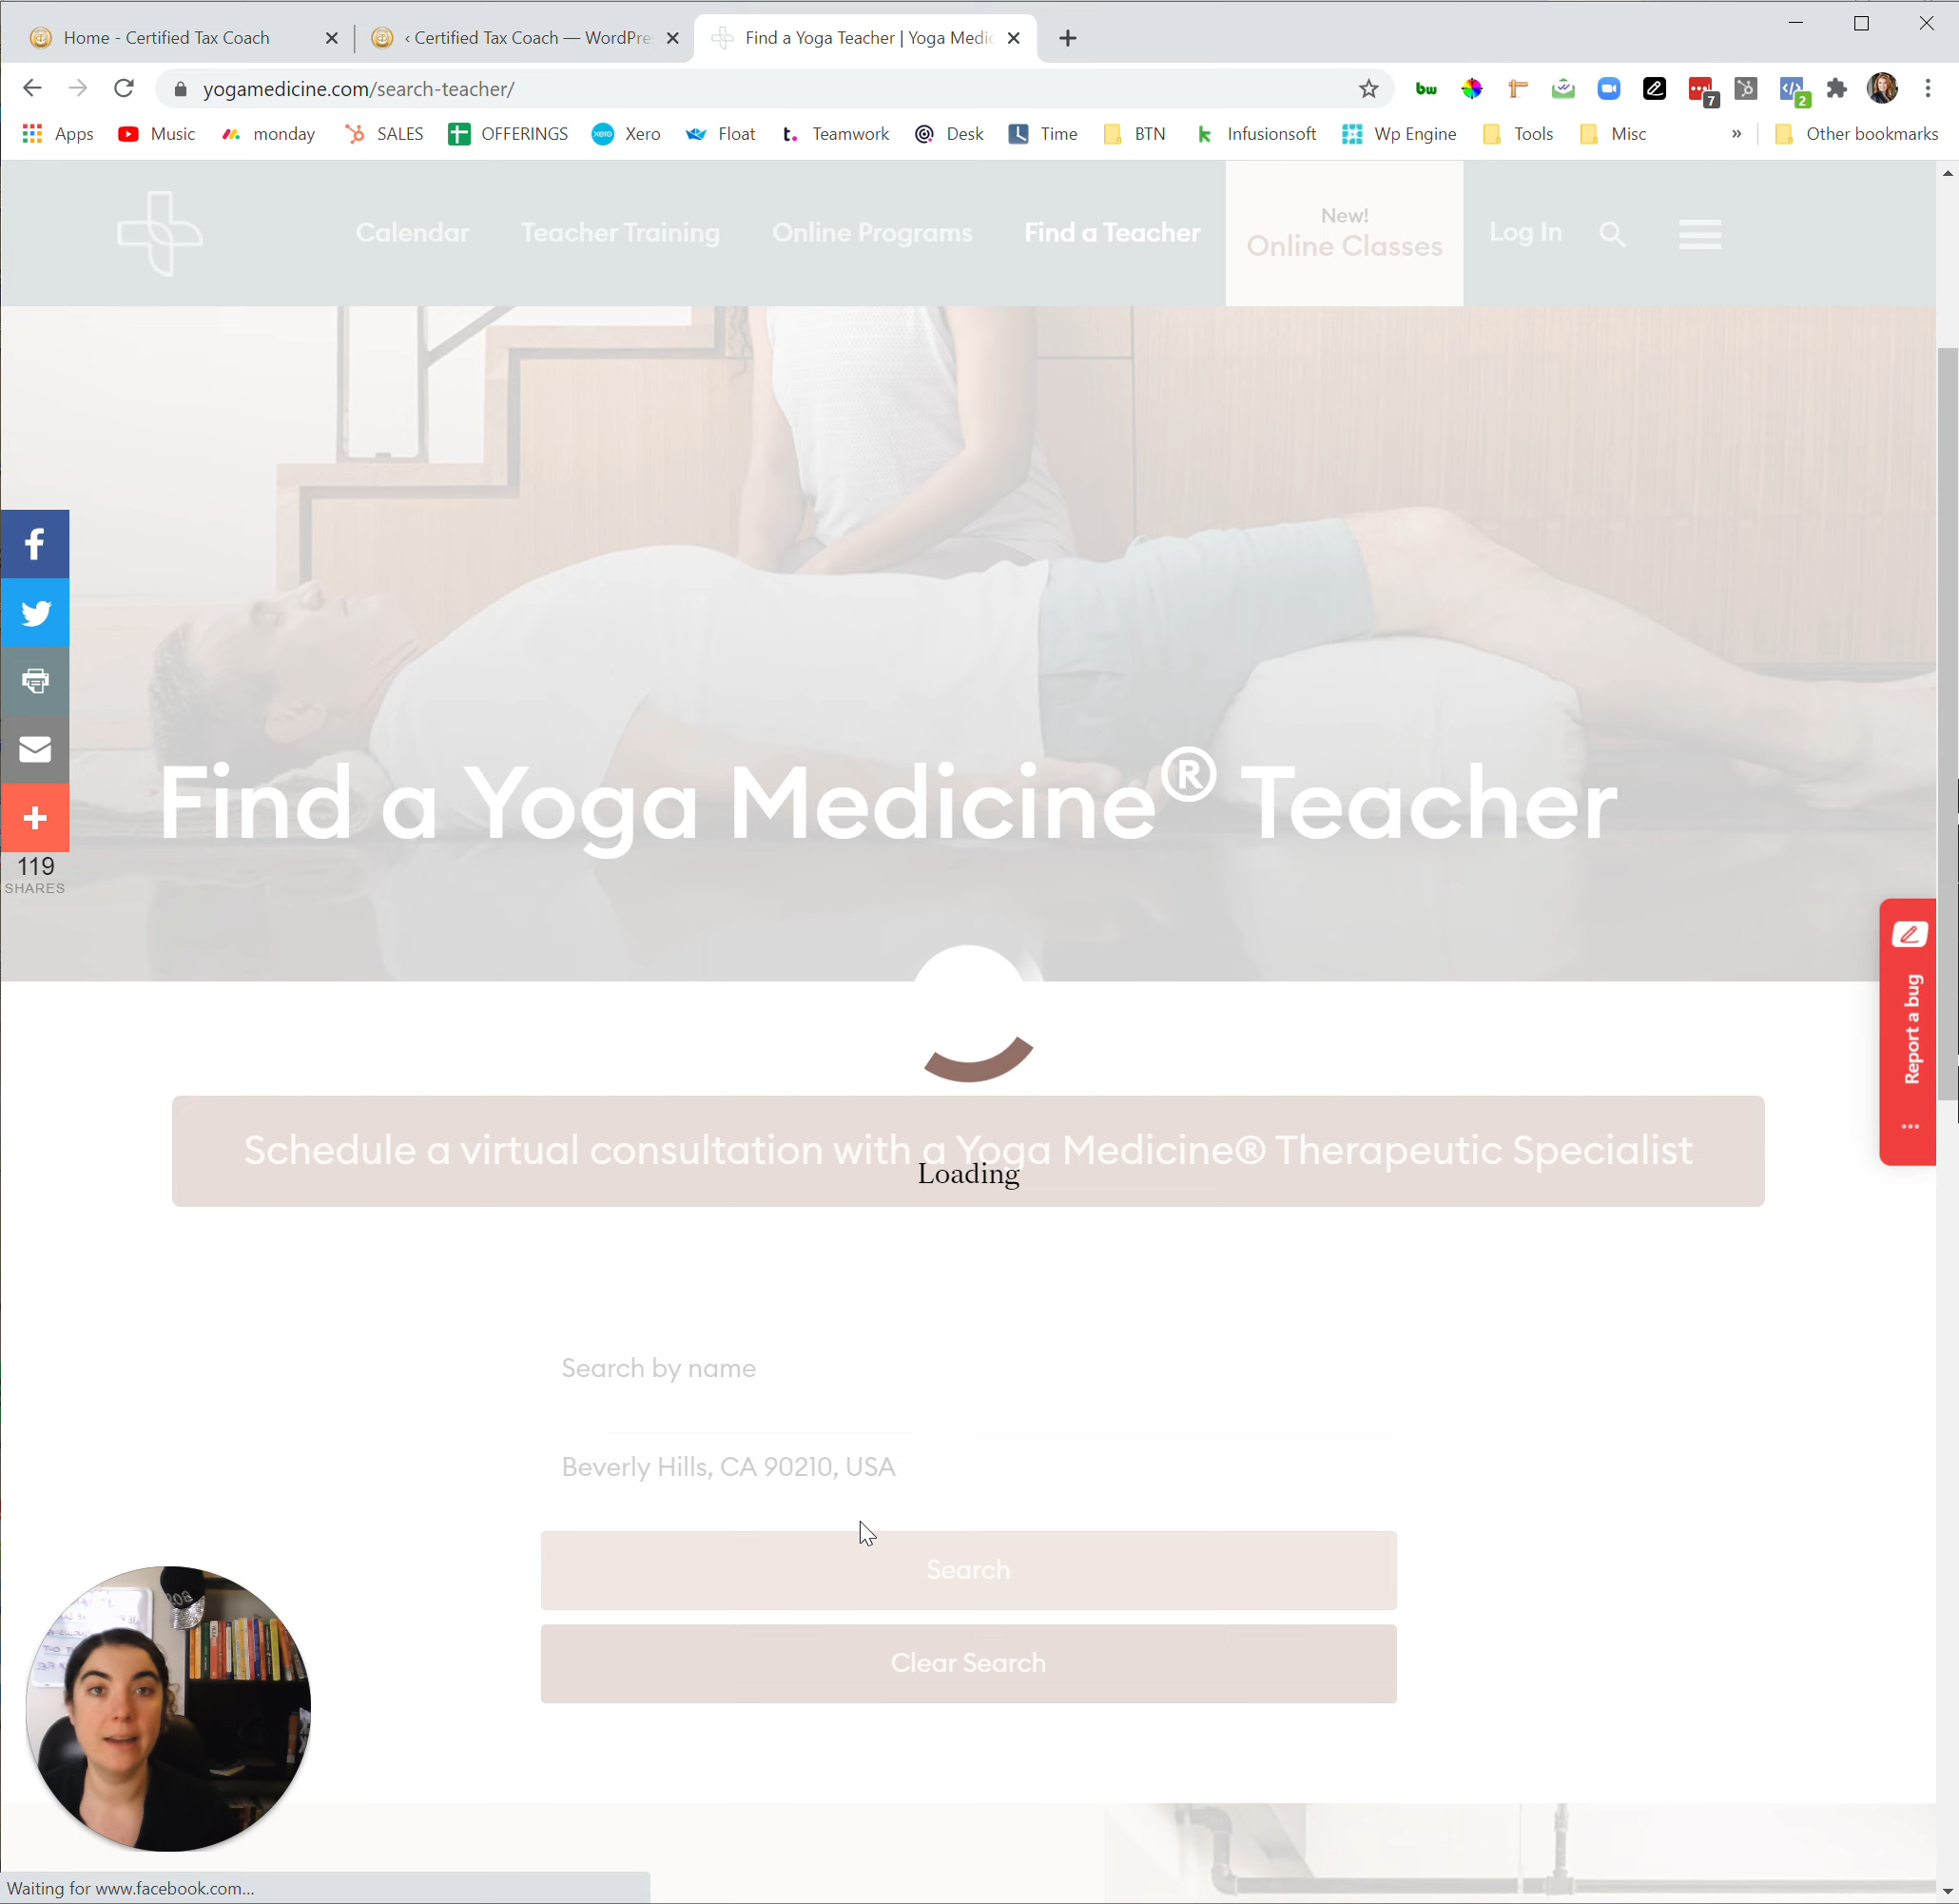 Home - Certified Tax Coach
‹ Certified Tax Coach — WordPre
Find a Yoga Teacher | Yoga Medic
yogamedicine.com/search-teacher/
bw
7
2
Apps
Music
monday
SALES
OFFERINGS
xero
Xero
Float
t.
Teamwork
Desk
Time
BTN
k
Infusionsoft
Wp Engine
Tools
Misc
»
Other bookmarks
Calendar
Teacher Training
Online Programs
Find a Teacher
New!
Online Classes
Log In
Find a Yoga Medicine® Teacher
119
SHARES
Report a bug
Schedule a virtual consultation with a Yoga Medicine® Therapeutic Specialist
Loading
Search by name
Beverly Hills, CA 90210, USA
Search
Clear Search
Waiting for www.facebook.com...